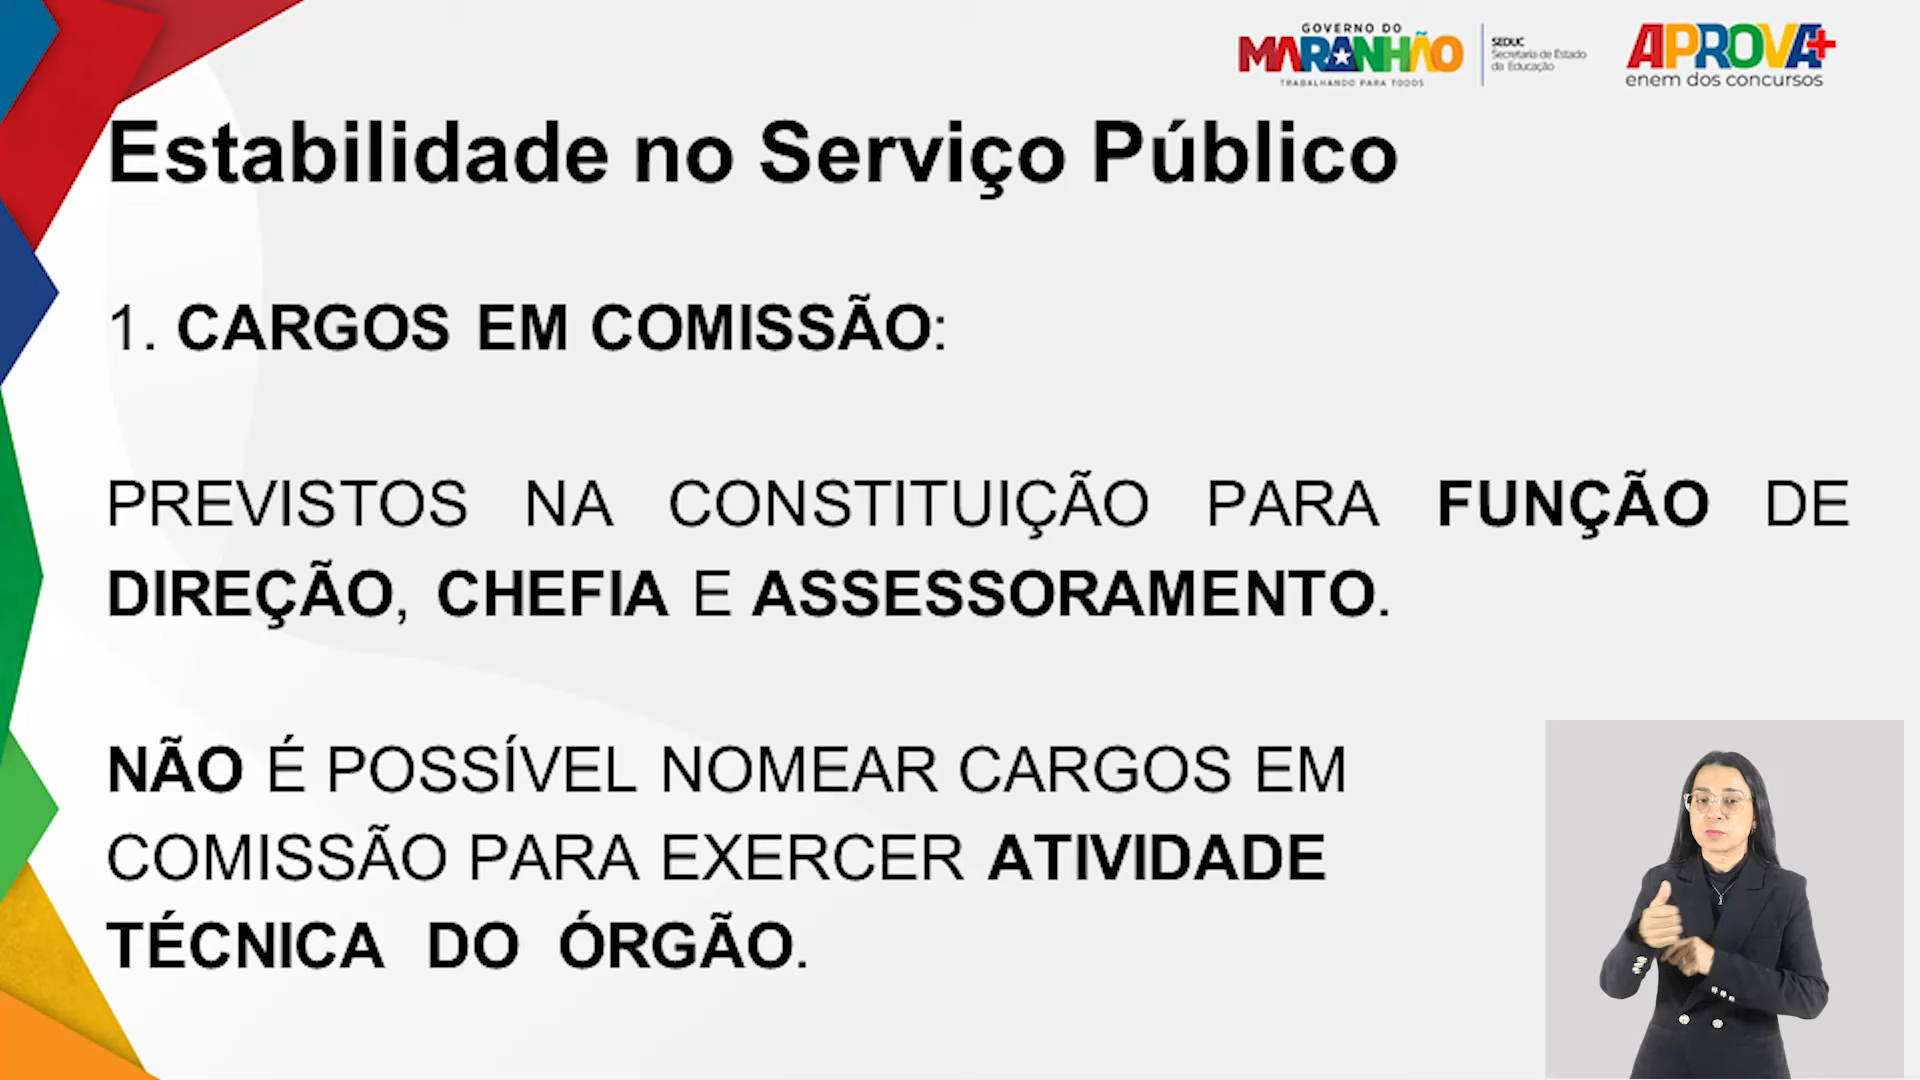 GOVERNO DO
MARANHÃO
TRABALHANDO PARA TODOS
SEDUC
Secretaria de Estado
da Educação
APROVA+
enem dos concursos
Estabilidade no Serviço Público
1. CARGOS EM COMISSÃO:
PREVISTOS NA CONSTITUIÇÃO PARA FUNÇÃO DE
DIREÇÃO, CHEFIA E ASSESSORAMENTO.
NÃO É POSSÍVEL NOMEAR CARGOS EM
COMISSÃO PARA EXERCER ATIVIDADE
TÉCNICA DO ÓRGÃO.